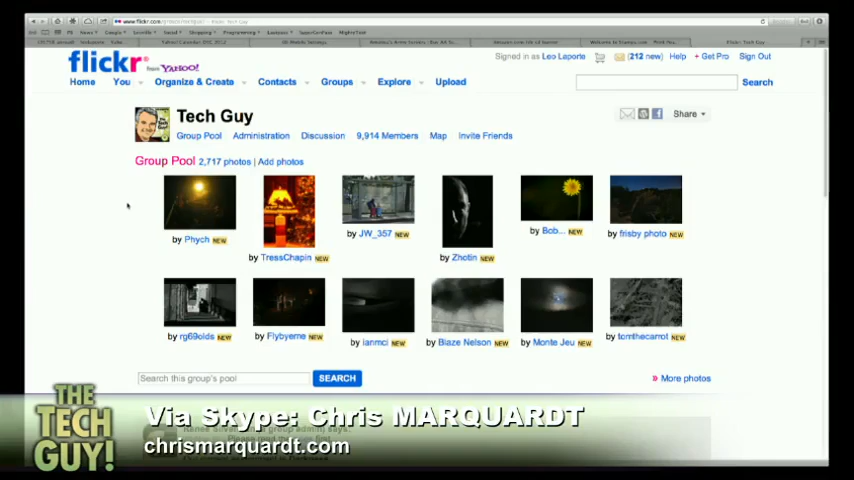 flickr from YAHOO!
Signed in as Leo Laporte (212 new) Help + Get Pro Sign Out
Home You Organize & Create Contacts Groups Explore Upload
Search
Tech Guy
Share
Group Pool Administration Discussion 9,914 Members Map Invite Friends
Group Pool 2,717 photos | Add photos
by Phych NEW
by TressChapin NEW
by JW_357 NEW
by Zhotin NEW
by Bob... NEW
by frisby photo NEW
by rg69olds NEW
by Flybyeme NEW
by ianmci NEW
by Blaze Nelson NEW
by Monte Jeu NEW
by tomthecarrot NEW
Search this group's pool SEARCH
» More photos
THE TECH GUY!
Via Skype: Chris MARQUARDT
chrismarquardt.com